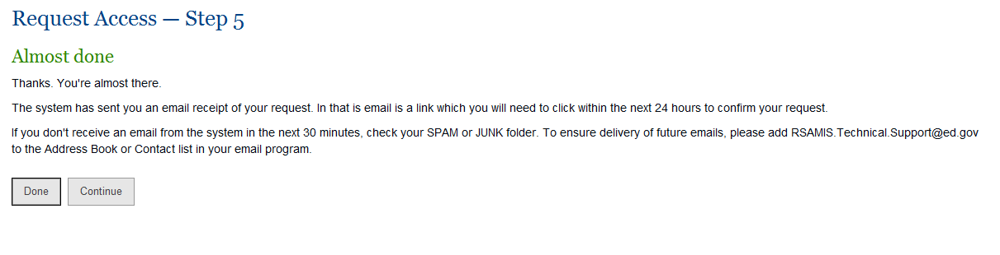 Request Access — Step 5
Almost done
Thanks. You're almost there.
The system has sent you an email receipt of your request. In that is email is a link which you will need to click within the next 24 hours to confirm your request.
If you don't receive an email from the system in the next 30 minutes, check your SPAM or JUNK folder. To ensure delivery of future emails, please add RSAMIS.Technical.Support@ed.gov
to the Address Book or Contact list in your email program.
Done Continue